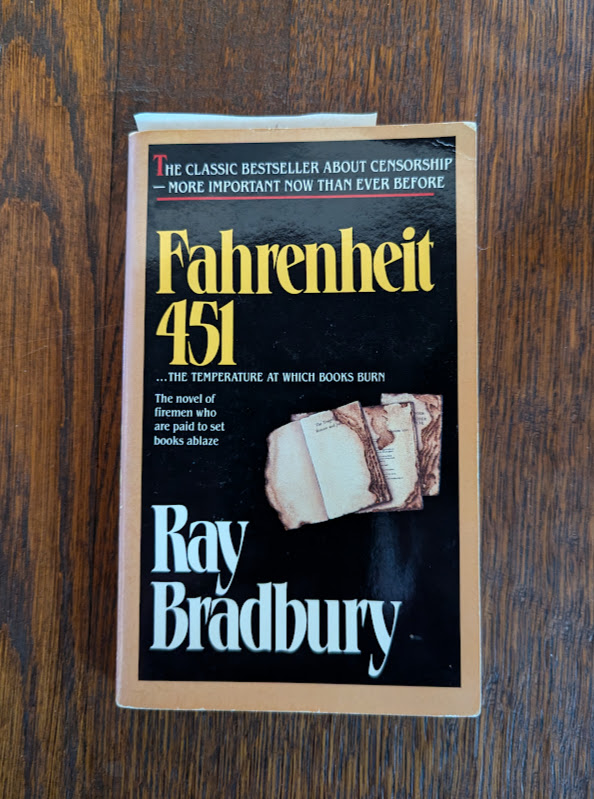 THE CLASSIC BESTSELLER ABOUT CENSORSHIP
— MORE IMPORTANT NOW THAN EVER BEFORE
Fahrenheit
451
...THE TEMPERATURE AT WHICH BOOKS BURN
The novel of
firemen who
are paid to set
books ablaze
Ray
Bradbury